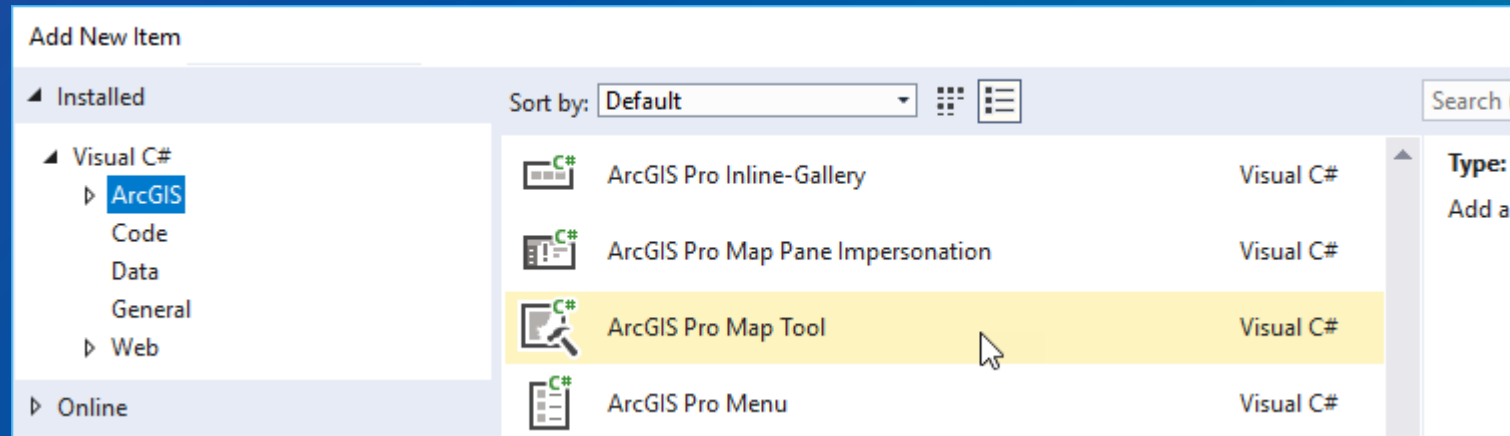 Add New Item
Installed
Sort by: Default
Search
Visual C#
ArcGIS
Code
Data
General
Web
Online
C#
ArcGIS Pro Inline-Gallery
Visual C#
C#
ArcGIS Pro Map Pane Impersonation
Visual C#
C#
ArcGIS Pro Map Tool
Visual C#
C#
ArcGIS Pro Menu
Visual C#
Type:
Add a